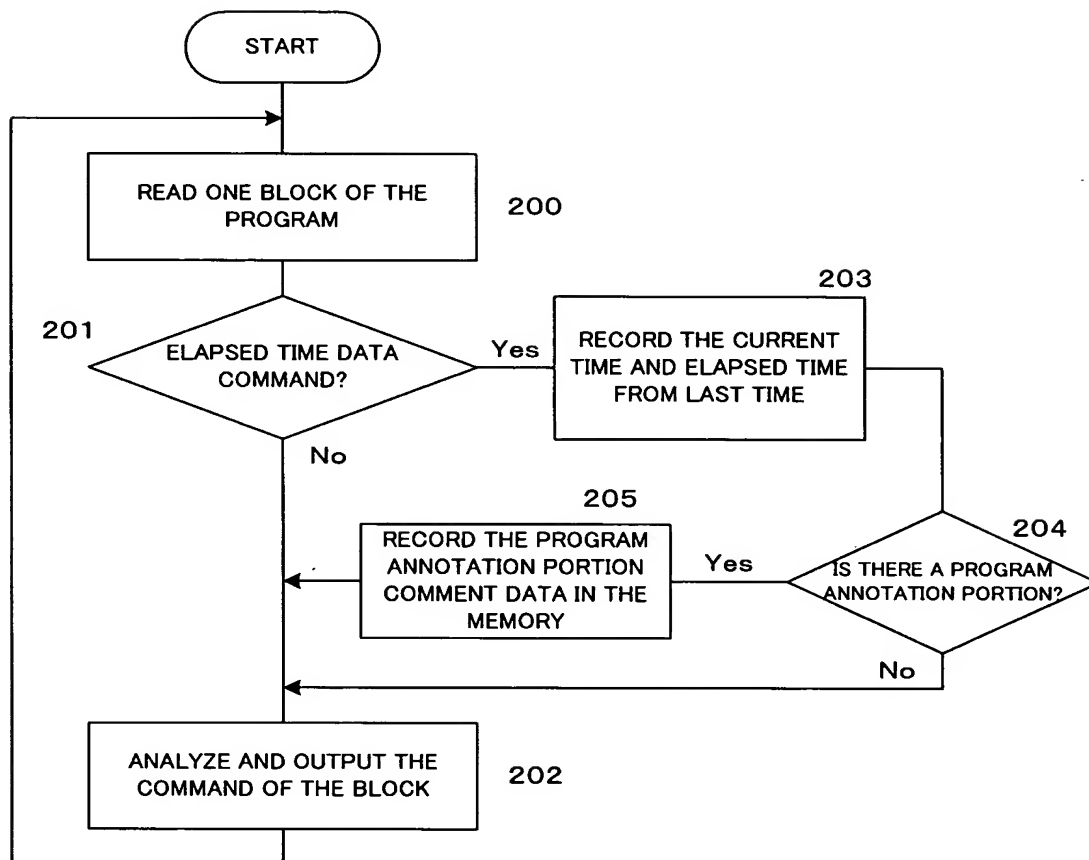 START
READ ONE BLOCK OF THE
PROGRAM
200
201
ELAPSED TIME DATA
COMMAND?
Yes
No
203
RECORD THE CURRENT
TIME AND ELAPSED TIME
FROM LAST TIME
204
IS THERE A PROGRAM
ANNOTATION PORTION?
Yes
No
205
RECORD THE PROGRAM
ANNOTATION PORTION
COMMENT DATA IN THE
MEMORY
ANALYZE AND OUTPUT THE
COMMAND OF THE BLOCK
202